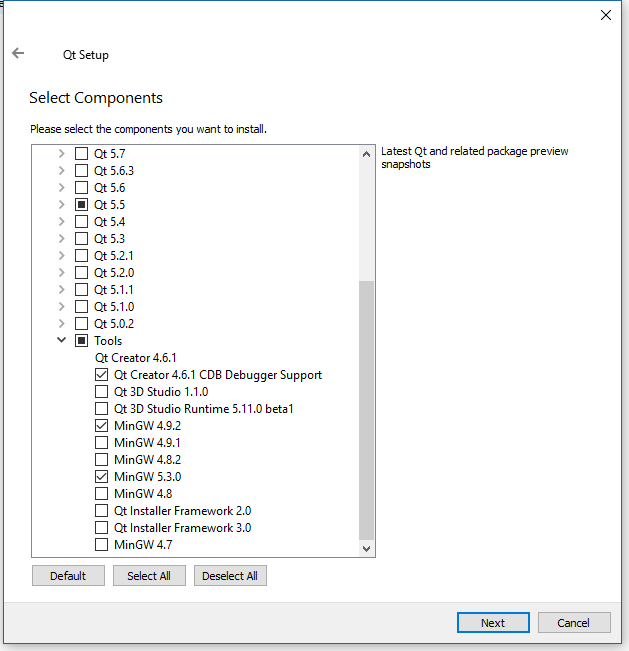 Qt Setup
Select Components
Please select the components you want to install.
Qt 5.7
Qt 5.6.3
Qt 5.6
Qt 5.5
Qt 5.4
Qt 5.3
Qt 5.2.1
Qt 5.2.0
Qt 5.1.1
Qt 5.1.0
Qt 5.0.2
Tools
Qt Creator 4.6.1
Qt Creator 4.6.1 CDB Debugger Support
Qt 3D Studio 1.1.0
Qt 3D Studio Runtime 5.11.0 beta1
MinGW 4.9.2
MinGW 4.9.1
MinGW 4.8.2
MinGW 5.3.0
MinGW 4.8
Qt Installer Framework 2.0
Qt Installer Framework 3.0
MinGW 4.7
Latest Qt and related package preview
snapshots
Default
Select All
Deselect All
Next
Cancel